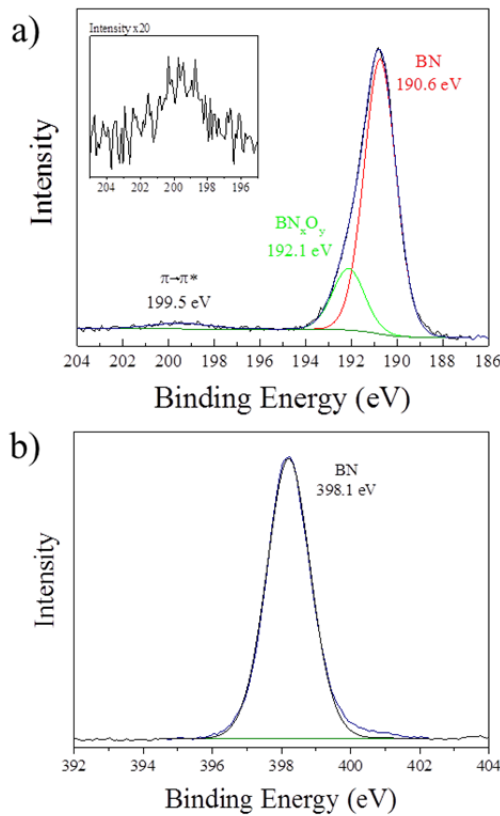 a)
Intensity x20
204 202 200 198 196
BN
190.6 eV
BNxOy
192.1 eV
π→π*
199.5 eV
Intensity
204 202 200 198 196 194 192 190 188 186
Binding Energy (eV)
b)
BN
398.1 eV
Intensity
392 394 396 398 400 402 404
Binding Energy (eV)